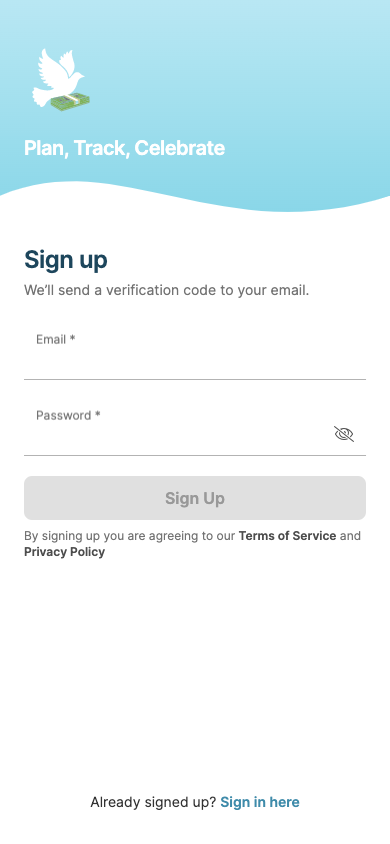 Plan, Track, Celebrate
Sign up
We'll send a verification code to your email.
Email *
Password *
Sign Up
By signing up you are agreeing to our Terms of Service and
Privacy Policy
Already signed up? Sign in here